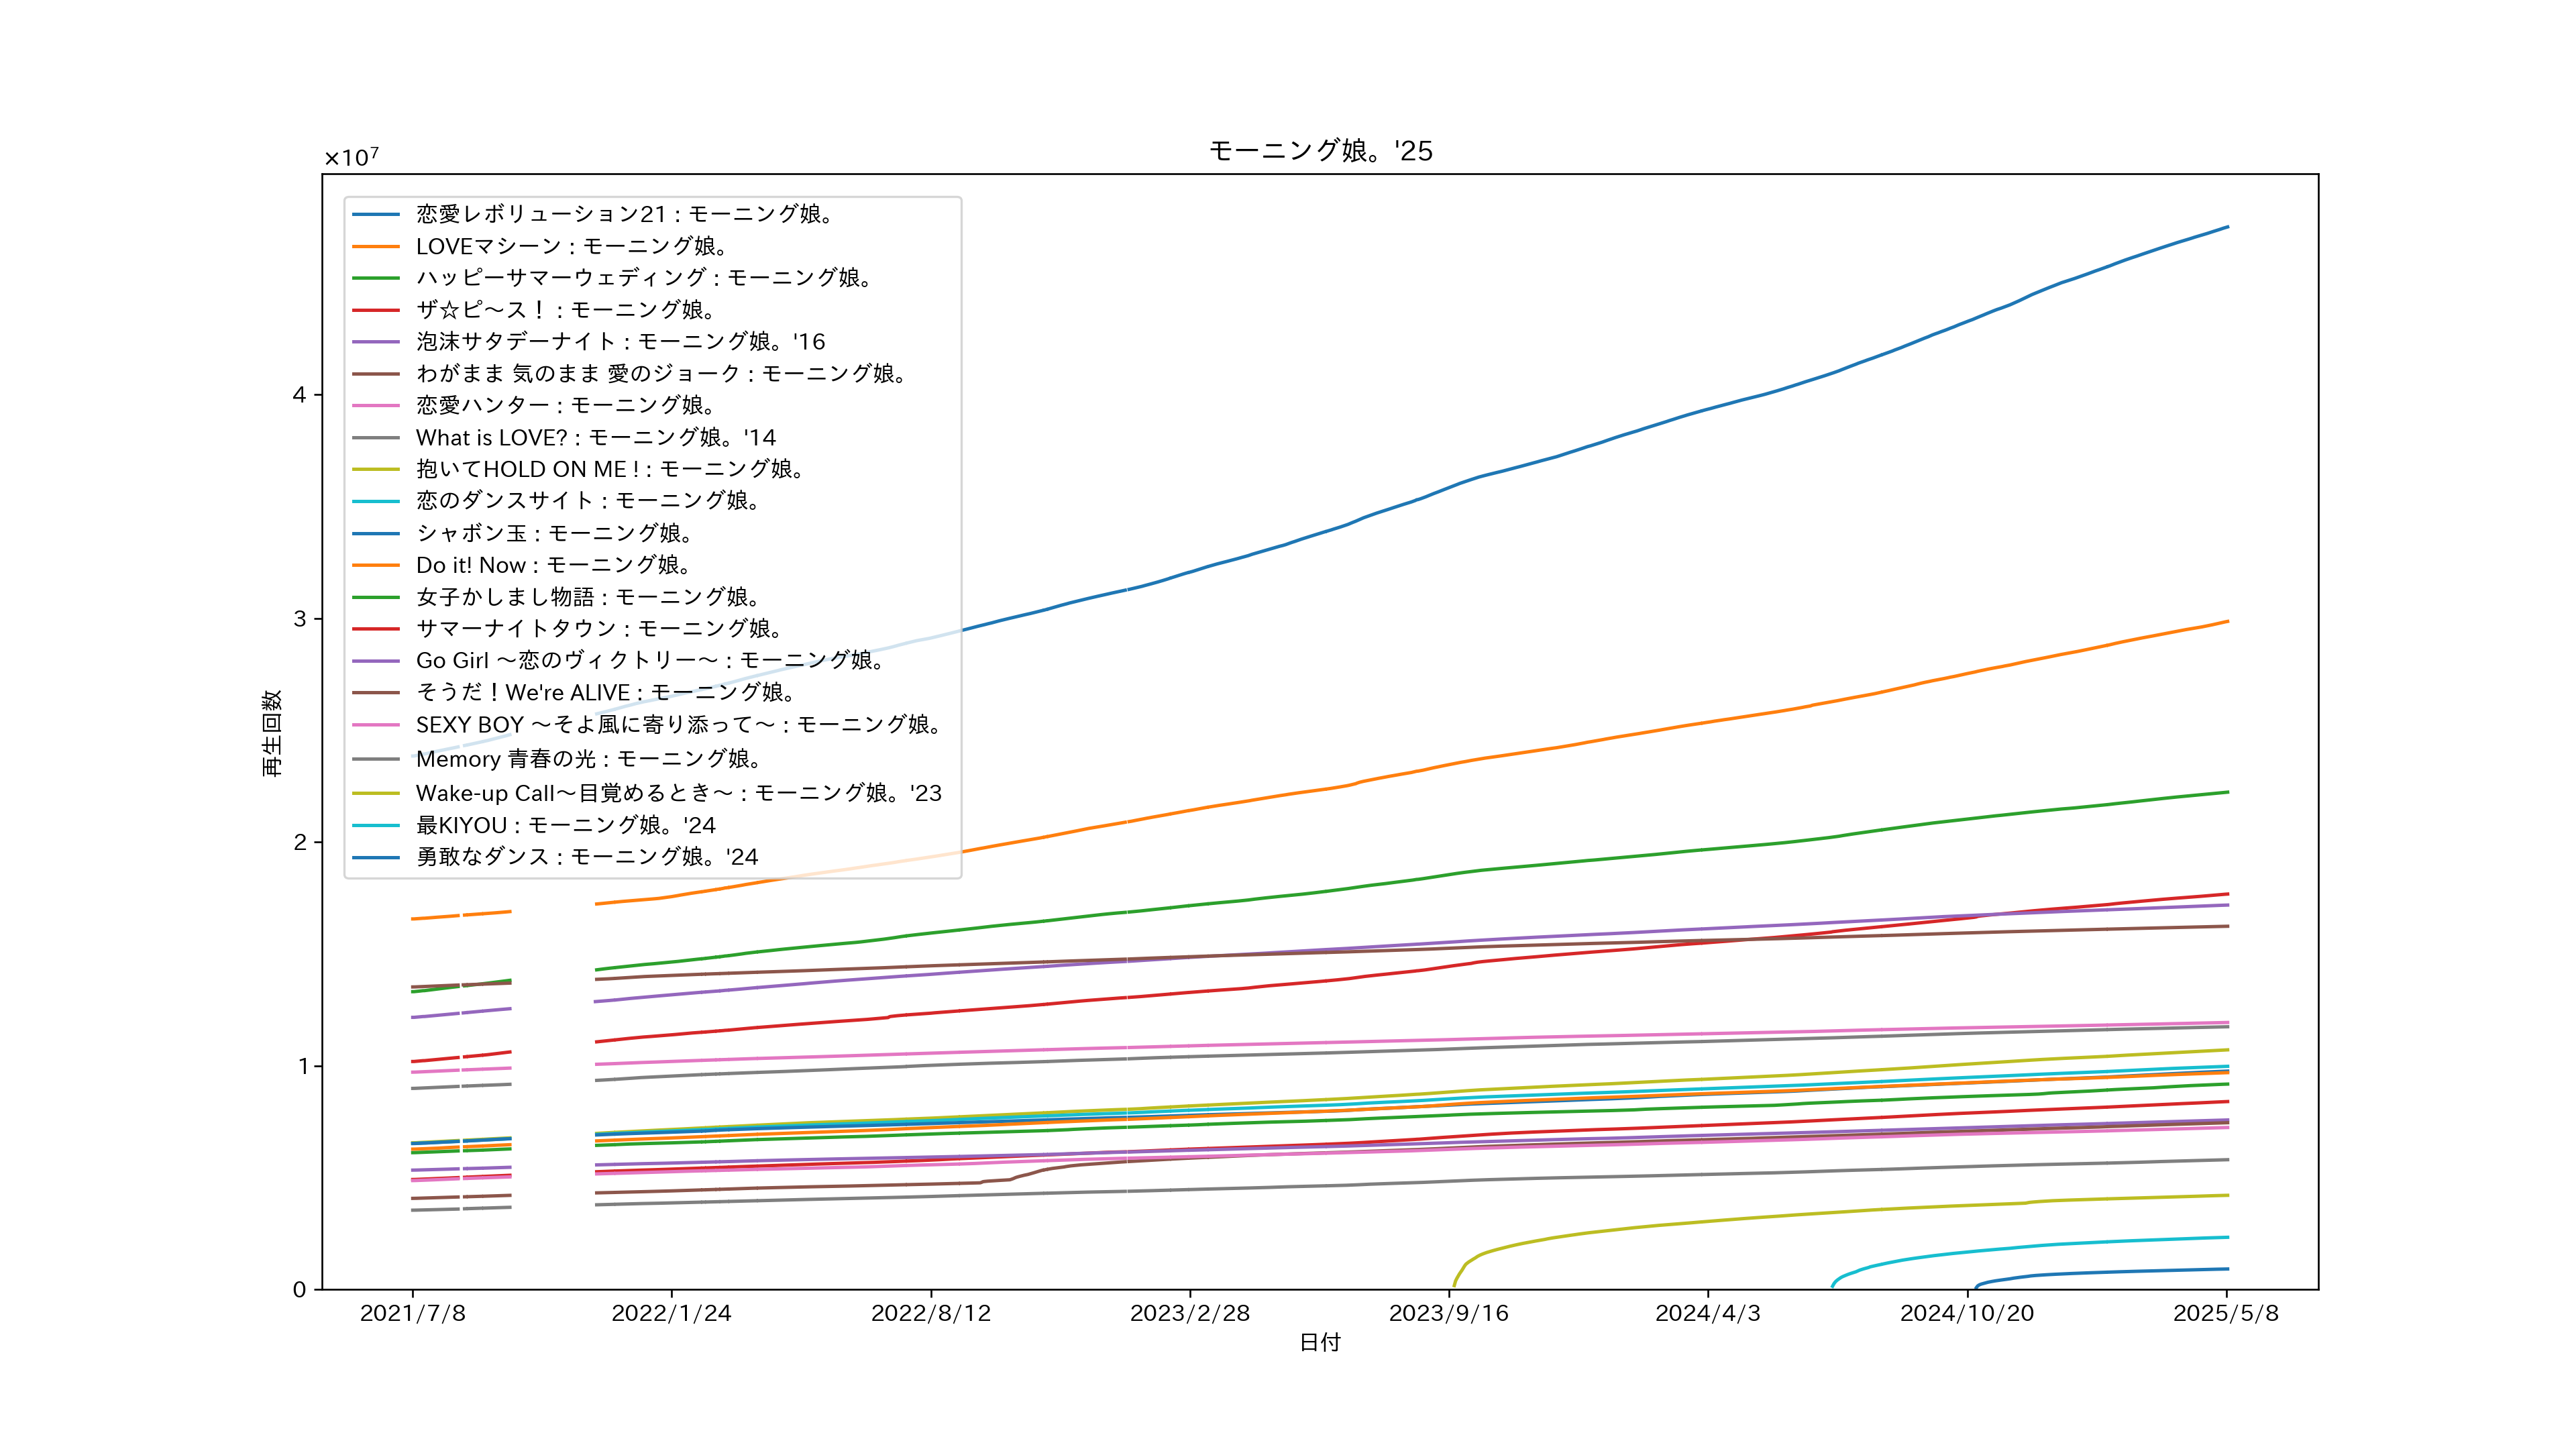 モーニング娘。'25
×10⁷
恋愛レボリューション21 : モーニング娘。
LOVEマシーン : モーニング娘。
ハッピーサマーウェディング : モーニング娘。
ザ☆ピ〜ス! : モーニング娘。
泡沫サタデーナイト : モーニング娘。'16
わがまま 気のまま 愛のジョーク : モーニング娘。
恋愛ハンター : モーニング娘。
What is LOVE? : モーニング娘。'14
抱いてHOLD ON ME ! : モーニング娘。
恋のダンスサイト : モーニング娘。
シャボン玉 : モーニング娘。
Do it! Now : モーニング娘。
女子かしまし物語 : モーニング娘。
サマーナイトタウン : モーニング娘。
Go Girl 〜恋のヴィクトリー〜 : モーニング娘。
そうだ!We're ALIVE : モーニング娘。
SEXY BOY 〜そよ風に寄り添って〜 : モーニング娘。
Memory 青春の光 : モーニング娘。
Wake-up Call〜目覚めるとき〜 : モーニング娘。'23
最KIYOU : モーニング娘。'24
勇敢なダンス : モーニング娘。'24
4
3
2
1
0
再生回数
2021/7/8 2022/1/24 2022/8/12 2023/2/28 2023/9/16 2024/4/3 2024/10/20 2025/5/8
日付